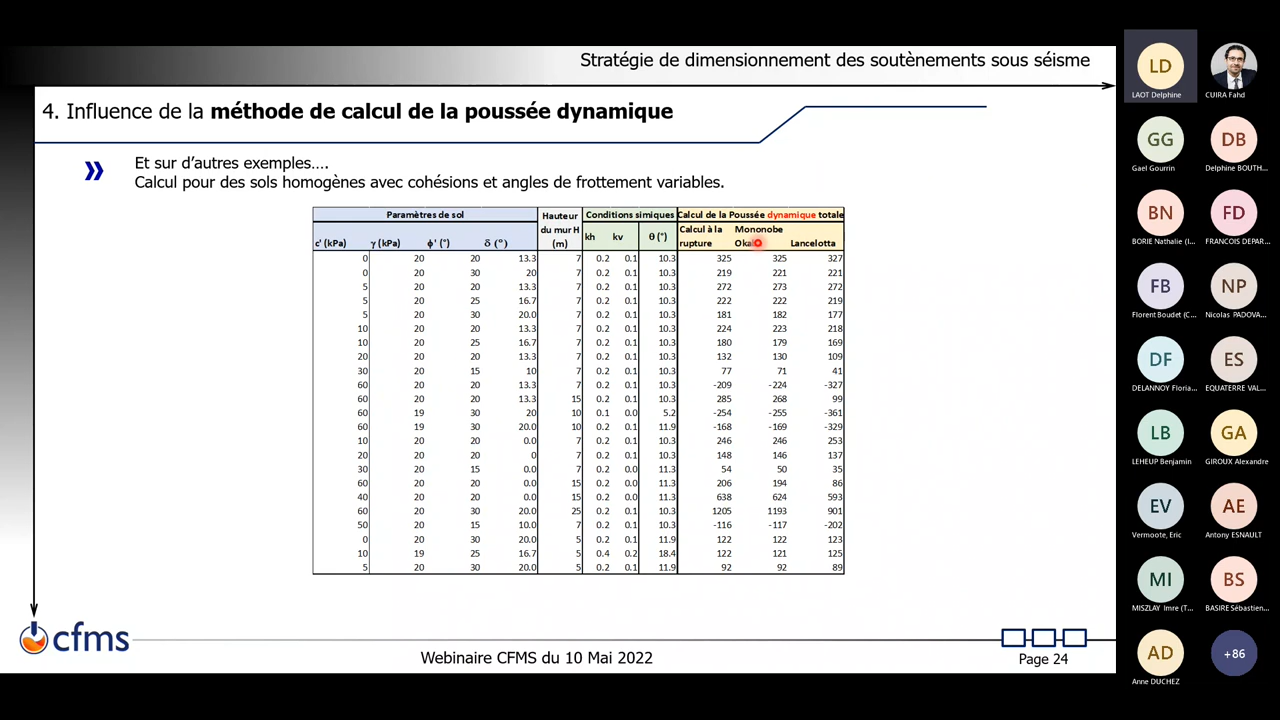 Stratégie de dimensionnement des soutènements sous séisme
4. Influence de la méthode de calcul de la poussée dynamique
Et sur d'autres exemples....
Calcul pour des sols homogènes avec cohésions et angles de frottement variables.
Paramètres de sol Hauteur du mur H (m) Conditions simiques Calcul de la Poussée dynamique totale
c' (kPa) γ (kPa) ϕ' (°) δ (°) kh kv θ (°) Calcul à la rupture Mononobe Lancelotta
0 20 20 13.3 7 0.2 0.1 10.3 325 325 327
0 20 30 20 7 0.2 0.1 10.3 219 221 221
5 20 20 13.3 7 0.2 0.1 10.3 272 273 272
5 20 25 16.7 7 0.2 0.1 10.3 222 222 219
5 20 30 20.0 7 0.2 0.1 10.3 181 182 177
10 20 20 13.3 7 0.2 0.1 10.3 224 223 218
10 20 25 16.7 7 0.2 0.1 10.3 180 179 169
20 20 20 13.3 7 0.2 0.1 10.3 132 130 109
30 20 15 10 7 0.2 0.1 10.3 77 71 41
60 20 20 13.3 7 0.2 0.1 10.3 -209 -224 -327
60 20 20 13.3 15 0.2 0.1 10.3 285 268 99
60 19 30 20 10 0.1 0.0 5.2 -254 -255 -361
60 19 30 20.0 10 0.2 0.1 11.9 -168 -169 -329
10 20 20 0.0 7 0.2 0.1 10.3 246 246 253
20 20 20 0 7 0.2 0.1 10.3 148 146 137
30 20 15 0.0 7 0.2 0.0 11.3 54 50 35
60 20 20 0.0 15 0.2 0.0 11.3 206 194 86
40 20 20 0.0 15 0.2 0.0 11.3 638 624 593
60 20 30 20.0 25 0.2 0.1 10.3 1205 1193 901
50 20 15 10.0 7 0.2 0.1 10.3 -116 -117 -202
0 20 30 20.0 5 0.2 0.1 11.9 122 122 123
10 19 25 16.7 5 0.4 0.2 18.4 122 121 125
5 20 30 20.0 5 0.2 0.1 11.9 92 92 89
cfms
Webinaire CFMS du 10 Mai 2022
Page 24
LD
LAOT Delphine
CUIRA Fahd
GG
Gael Gourrin
DB
Delphine BOUTH...
BN
BORIE Nathalie (I...
FD
FRANCOIS DEPAR...
FB
Florent Boudet (C...
NP
Nicolas PADOVA...
DF
DELANNOY Floria...
ES
EQUATERRE VAL...
LB
LEHEUP Benjamin
GA
GIROUX Alexandre
EV
Vermoote, Eric
AE
Antony ESNAULT
MI
MISZLAY Imre (T...
BS
BASIRE Sébastien...
AD
Anne DUCHEZ
+86